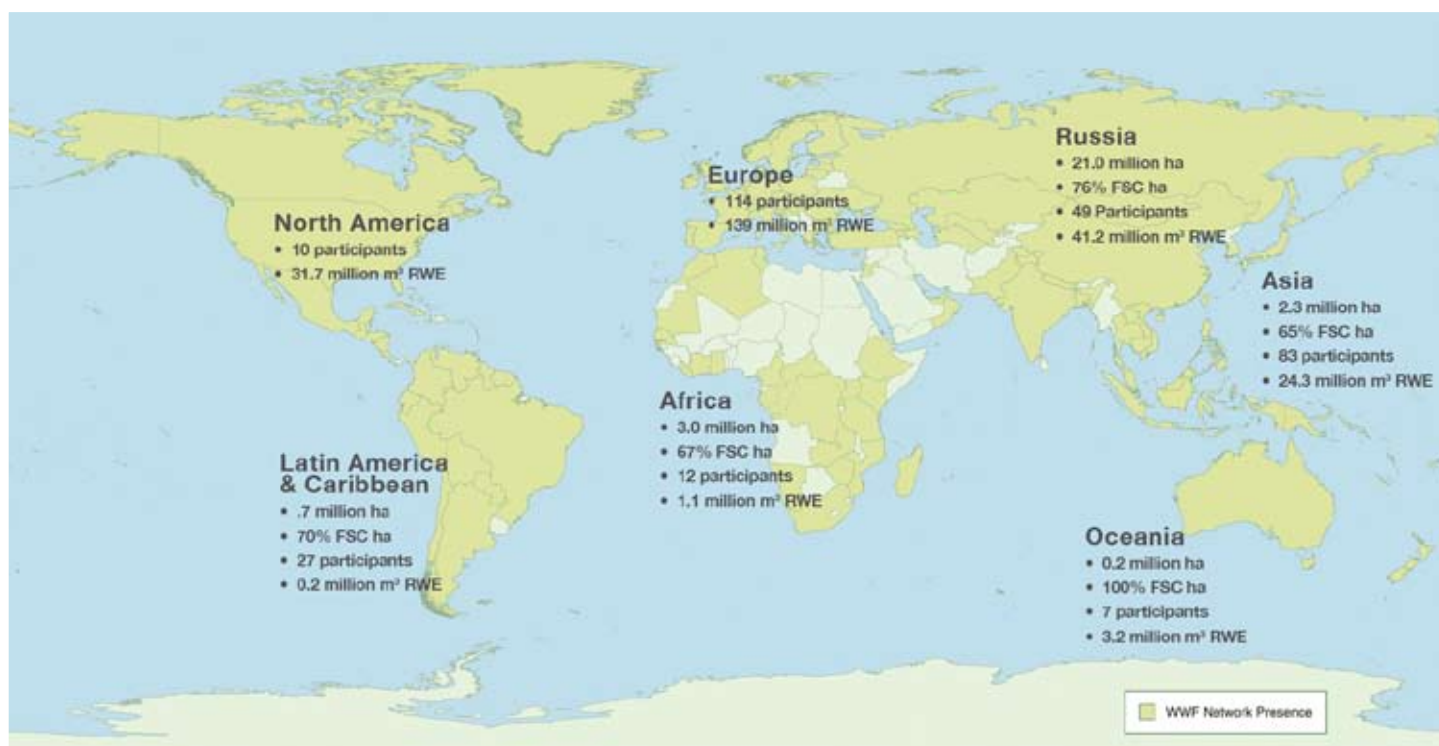 North America
• 10 participants
• 31.7 million m³ RWE
Latin America
& Caribbean
• .7 million ha
• 70% FSC ha
• 27 participants
• 0.2 million m³ RWE
Europe
• 114 participants
• 139 million m³ RWE
Africa
• 3.0 million ha
• 67% FSC ha
• 12 participants
• 1.1 million m³ RWE
Russia
• 21.0 million ha
• 76% FSC ha
• 49 Participants
• 41.2 million m³ RWE
Asia
• 2.3 million ha
• 65% FSC ha
• 83 participants
• 24.3 million m³ RWE
Oceania
• 0.2 million ha
• 100% FSC ha
• 7 participants
• 3.2 million m³ RWE
WWF Network Presence